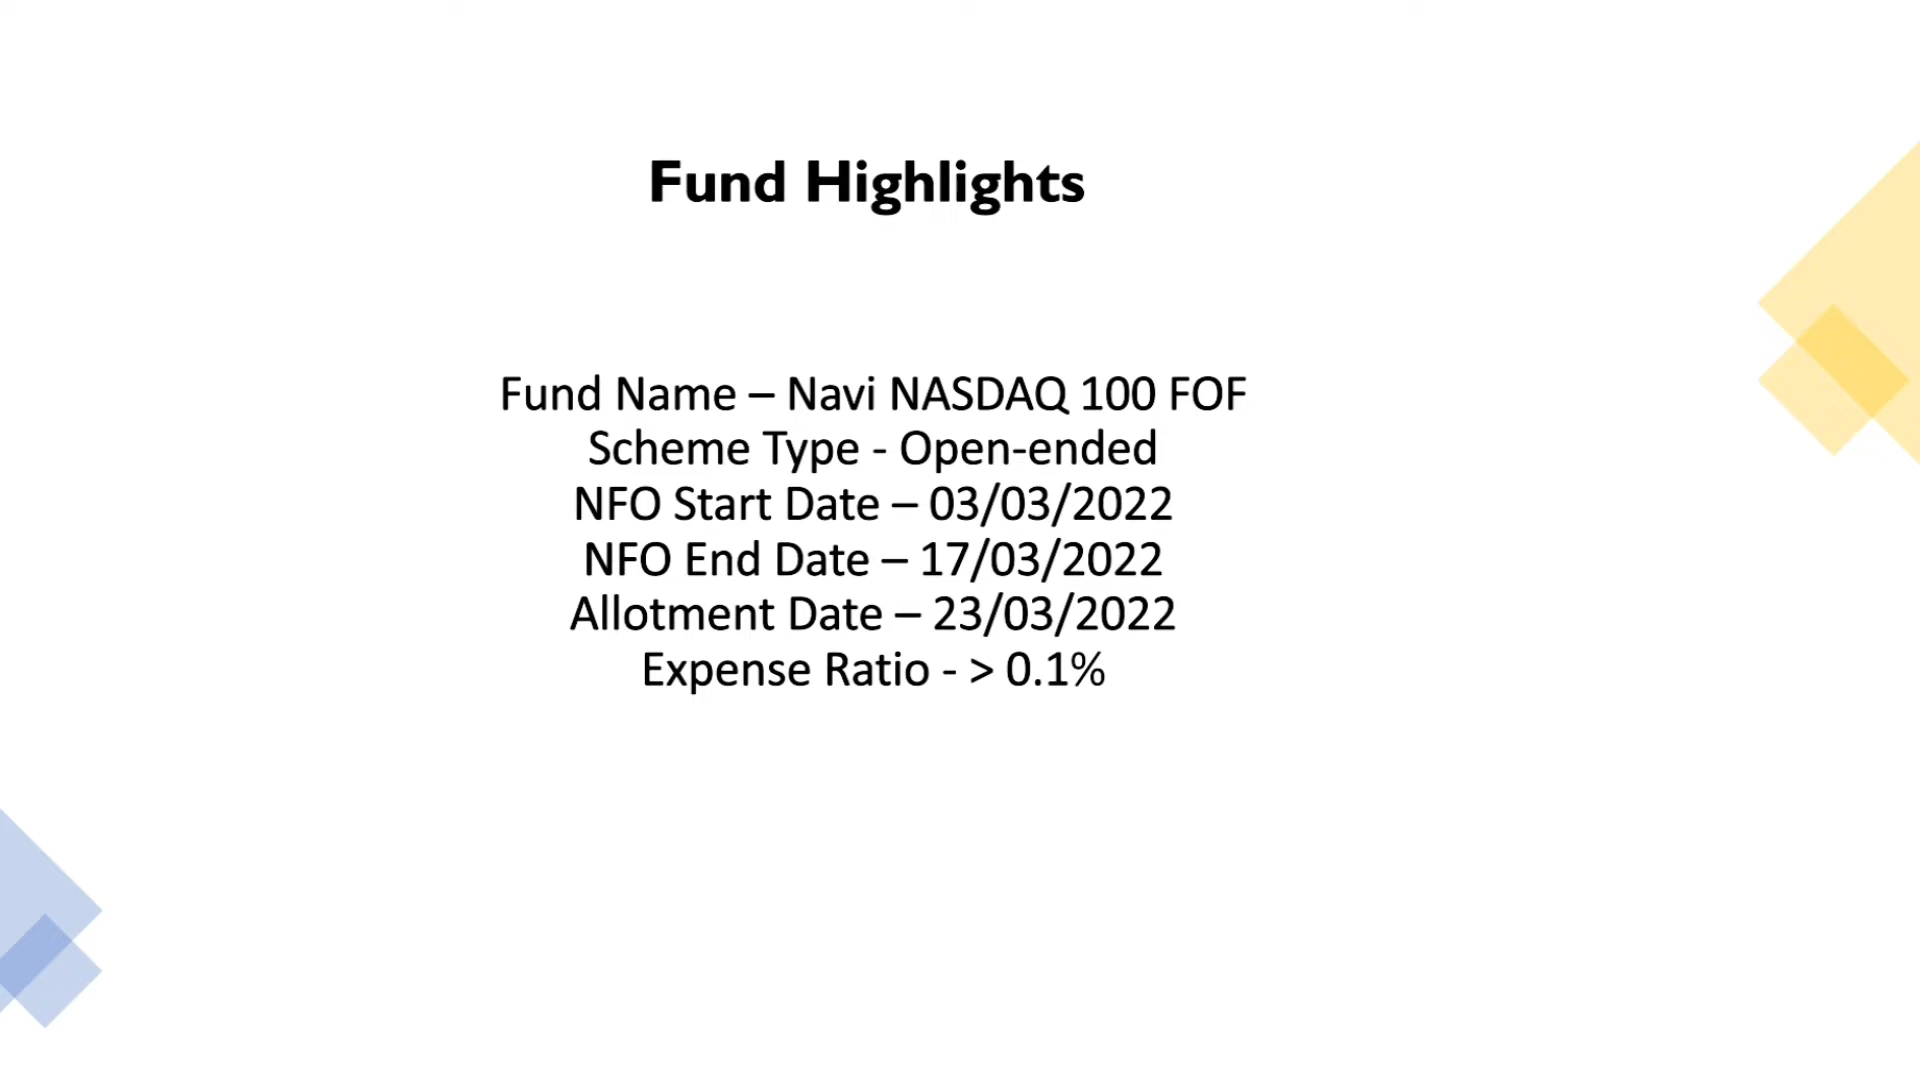 Fund Highlights
Fund Name – Navi NASDAQ 100 FOF
Scheme Type - Open-ended
NFO Start Date – 03/03/2022
NFO End Date – 17/03/2022
Allotment Date – 23/03/2022
Expense Ratio - > 0.1%